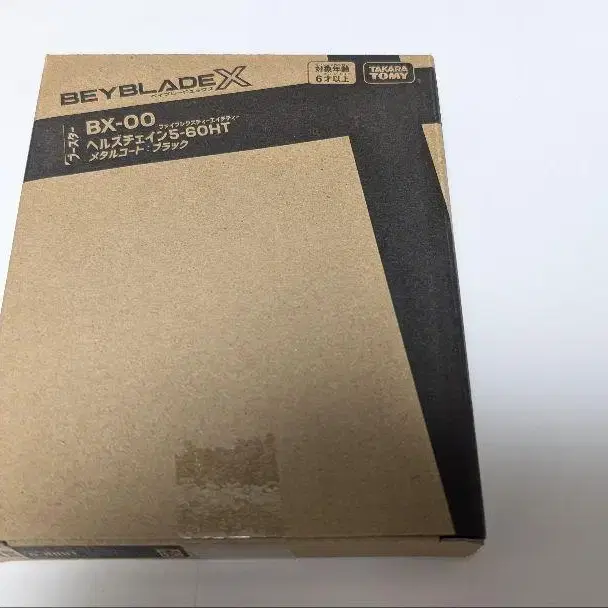 BEYBLADE X
ベイブレードエックス
対象年齢
6才以上
TAKARA
TOMY
ブースター
BX-00
ファイブシックスティーエイチティー
ヘルズチェイン5-60HT
メタルコート:ブラック